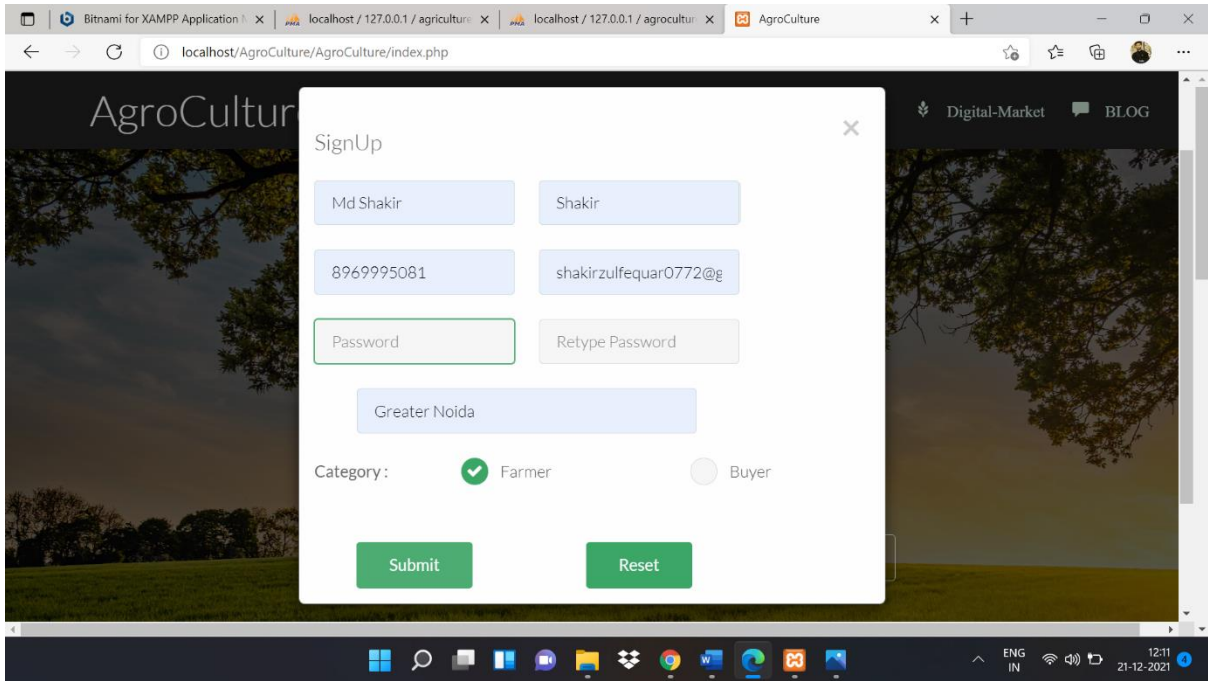 Bitnami for XAMPP Application
localhost / 127.0.0.1 / agriculture
localhost / 127.0.0.1 / agrocultur
AgroCulture
localhost/AgroCulture/AgroCulture/index.php
AgroCultur
Digital-Market
BLOG
SignUp
Md Shakir
Shakir
8969995081
shakirzulfequar0772@g
Password
Retype Password
Greater Noida
Category :
Farmer
Buyer
Submit
Reset
ENG
IN
12:11
21-12-2021
4